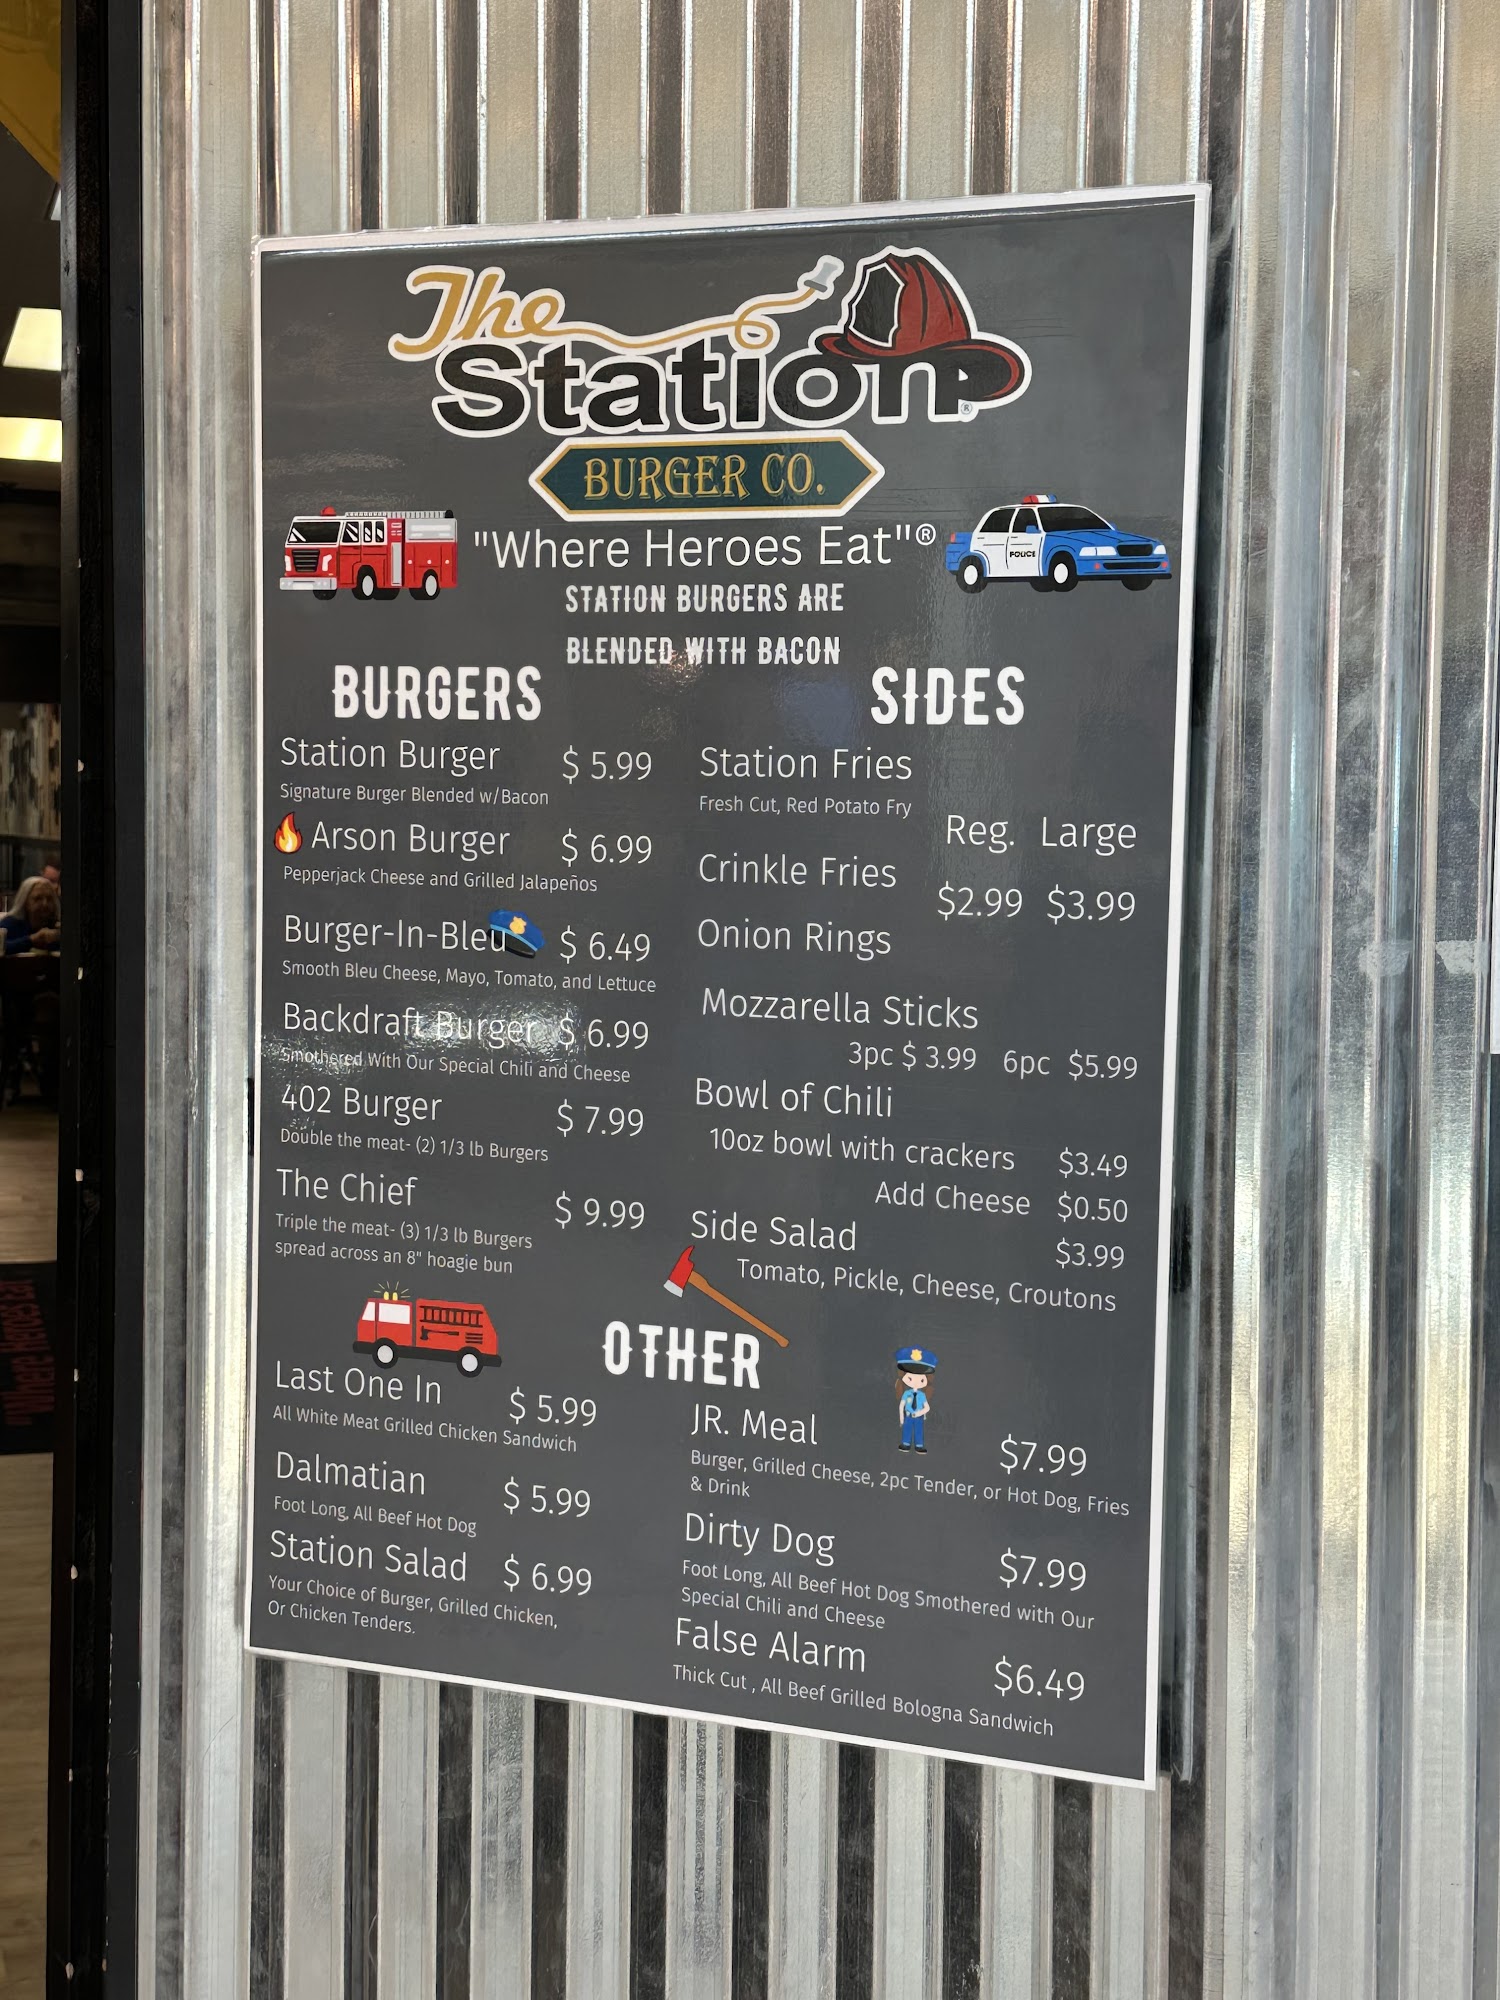 The
Station®
BURGER CO.
"Where Heroes Eat"®
POLICE
STATION BURGERS ARE
BLENDED WITH BACON
BURGERS
Station Burger $ 5.99
Signature Burger Blended w/Bacon
Arson Burger $ 6.99
Pepperjack Cheese and Grilled Jalapeños
Burger-In-Bleu $ 6.49
Smooth Bleu Cheese, Mayo, Tomato, and Lettuce
Backdraft Burger $ 6.99
Smothered With Our Special Chili and Cheese
402 Burger $ 7.99
Double the meat- (2) 1/3 lb Burgers
The Chief $ 9.99
Triple the meat- (3) 1/3 lb Burgers
spread across an 8" hoagie bun
SIDES
Station Fries
Fresh Cut, Red Potato Fry
Reg. Large
Crinkle Fries
$2.99 $3.99
Onion Rings
Mozzarella Sticks
3pc $ 3.99 6pc $5.99
Bowl of Chili
10oz bowl with crackers $3.49
Add Cheese $0.50
Side Salad $3.99
Tomato, Pickle, Cheese, Croutons
OTHER
Last One In $ 5.99
All White Meat Grilled Chicken Sandwich
Dalmatian $ 5.99
Foot Long, All Beef Hot Dog
Station Salad $ 6.99
Your Choice of Burger, Grilled Chicken,
Or Chicken Tenders.
JR. Meal $7.99
Burger, Grilled Cheese, 2pc Tender, or Hot Dog, Fries
& Drink
Dirty Dog $7.99
Foot Long, All Beef Hot Dog Smothered with Our
Special Chili and Cheese
False Alarm $6.49
Thick Cut , All Beef Grilled Bologna Sandwich
"Where Heroes Eat